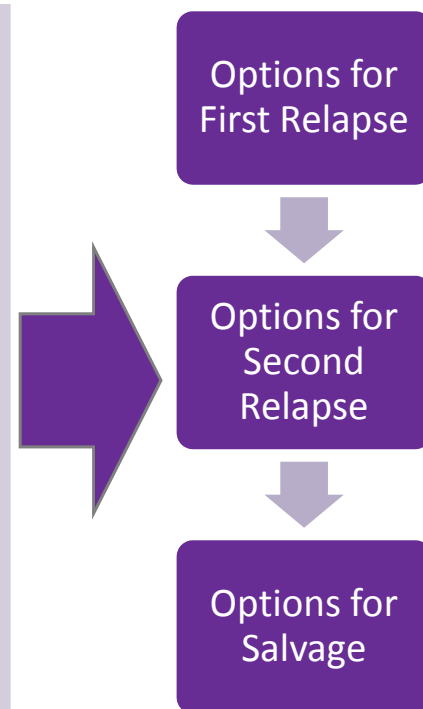 Options for
First Relapse
Options for
Second
Relapse
Options for
Salvage